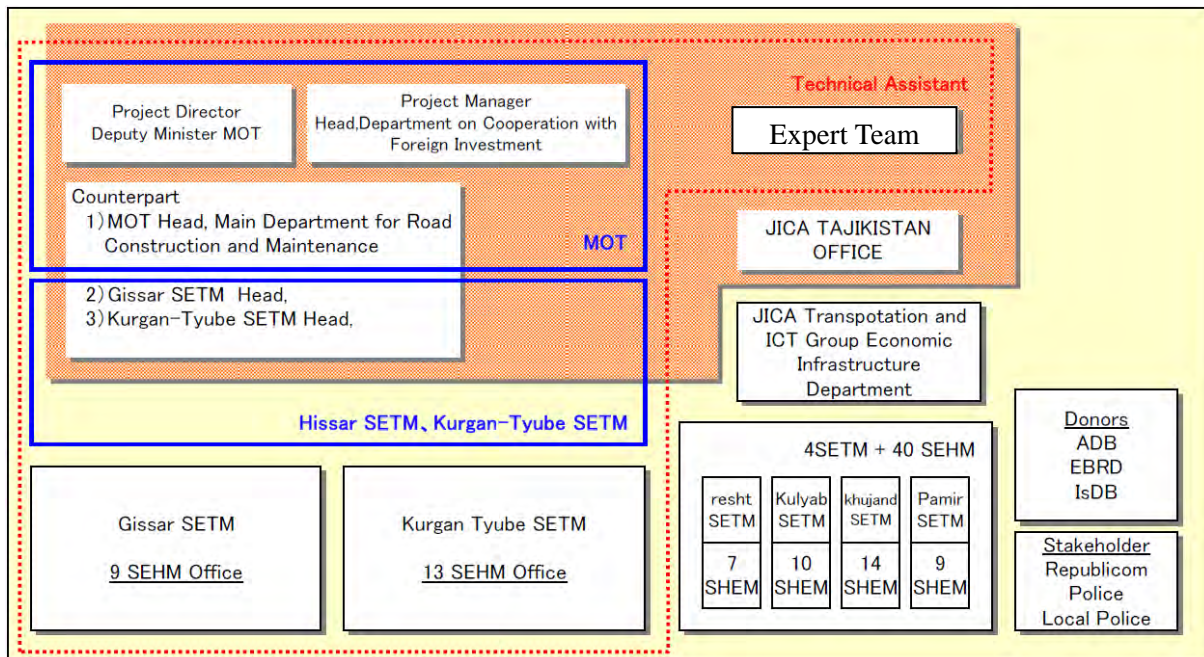 Technical Assistant
Project Director
Deputy Minister MOT
Project Manager
Head,Department on Cooperation with
Foreign Investment
Expert Team
Counterpart
1)MOT Head, Main Department for Road
Construction and Maintenance
MOT
JICA TAJIKISTAN
OFFICE
2)Gissar SETM Head,
3)Kurgan-Tyube SETM Head,
JICA Transpotation and
ICT Group Economic
Infrastructure
Department
Hissar SETM、Kurgan-Tyube SETM
Gissar SETM
9 SEHM Office
Kurgan Tyube SETM
13 SEHM Office
4SETM + 40 SEHM
resht
SETM
7
SHEM
Kulyab
SETM
10
SHEM
khujand
SETM
14
SHEM
Pamir
SETM
9
SHEM
Donors
ADB
EBRD
IsDB
Stakeholder
Republicom
Police
Local Police